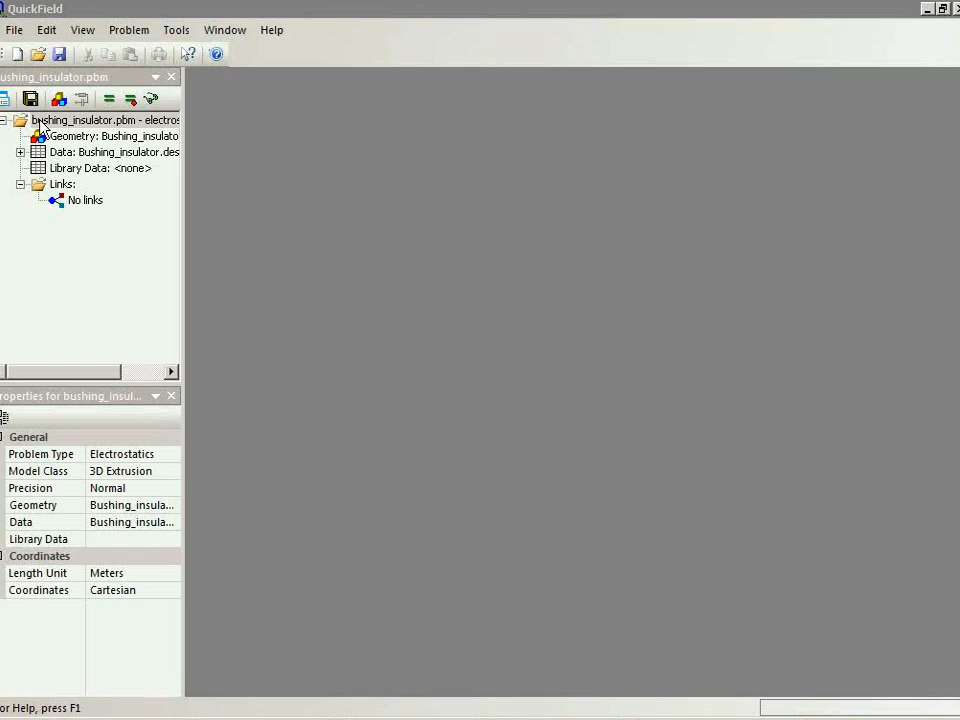 QuickField
File Edit View Problem Tools Window Help
ushing_insulator.pbm
bushing_insulator.pbm - electros
Geometry: Bushing_insulato
Data: Bushing_insulator.des
Library Data: <none>
Links:
No links
roperties for bushing_insul...
General
Problem Type Electrostatics
Model Class 3D Extrusion
Precision Normal
Geometry Bushing_insula...
Data Bushing_insula...
Library Data
Coordinates
Length Unit Meters
Coordinates Cartesian
or Help, press F1